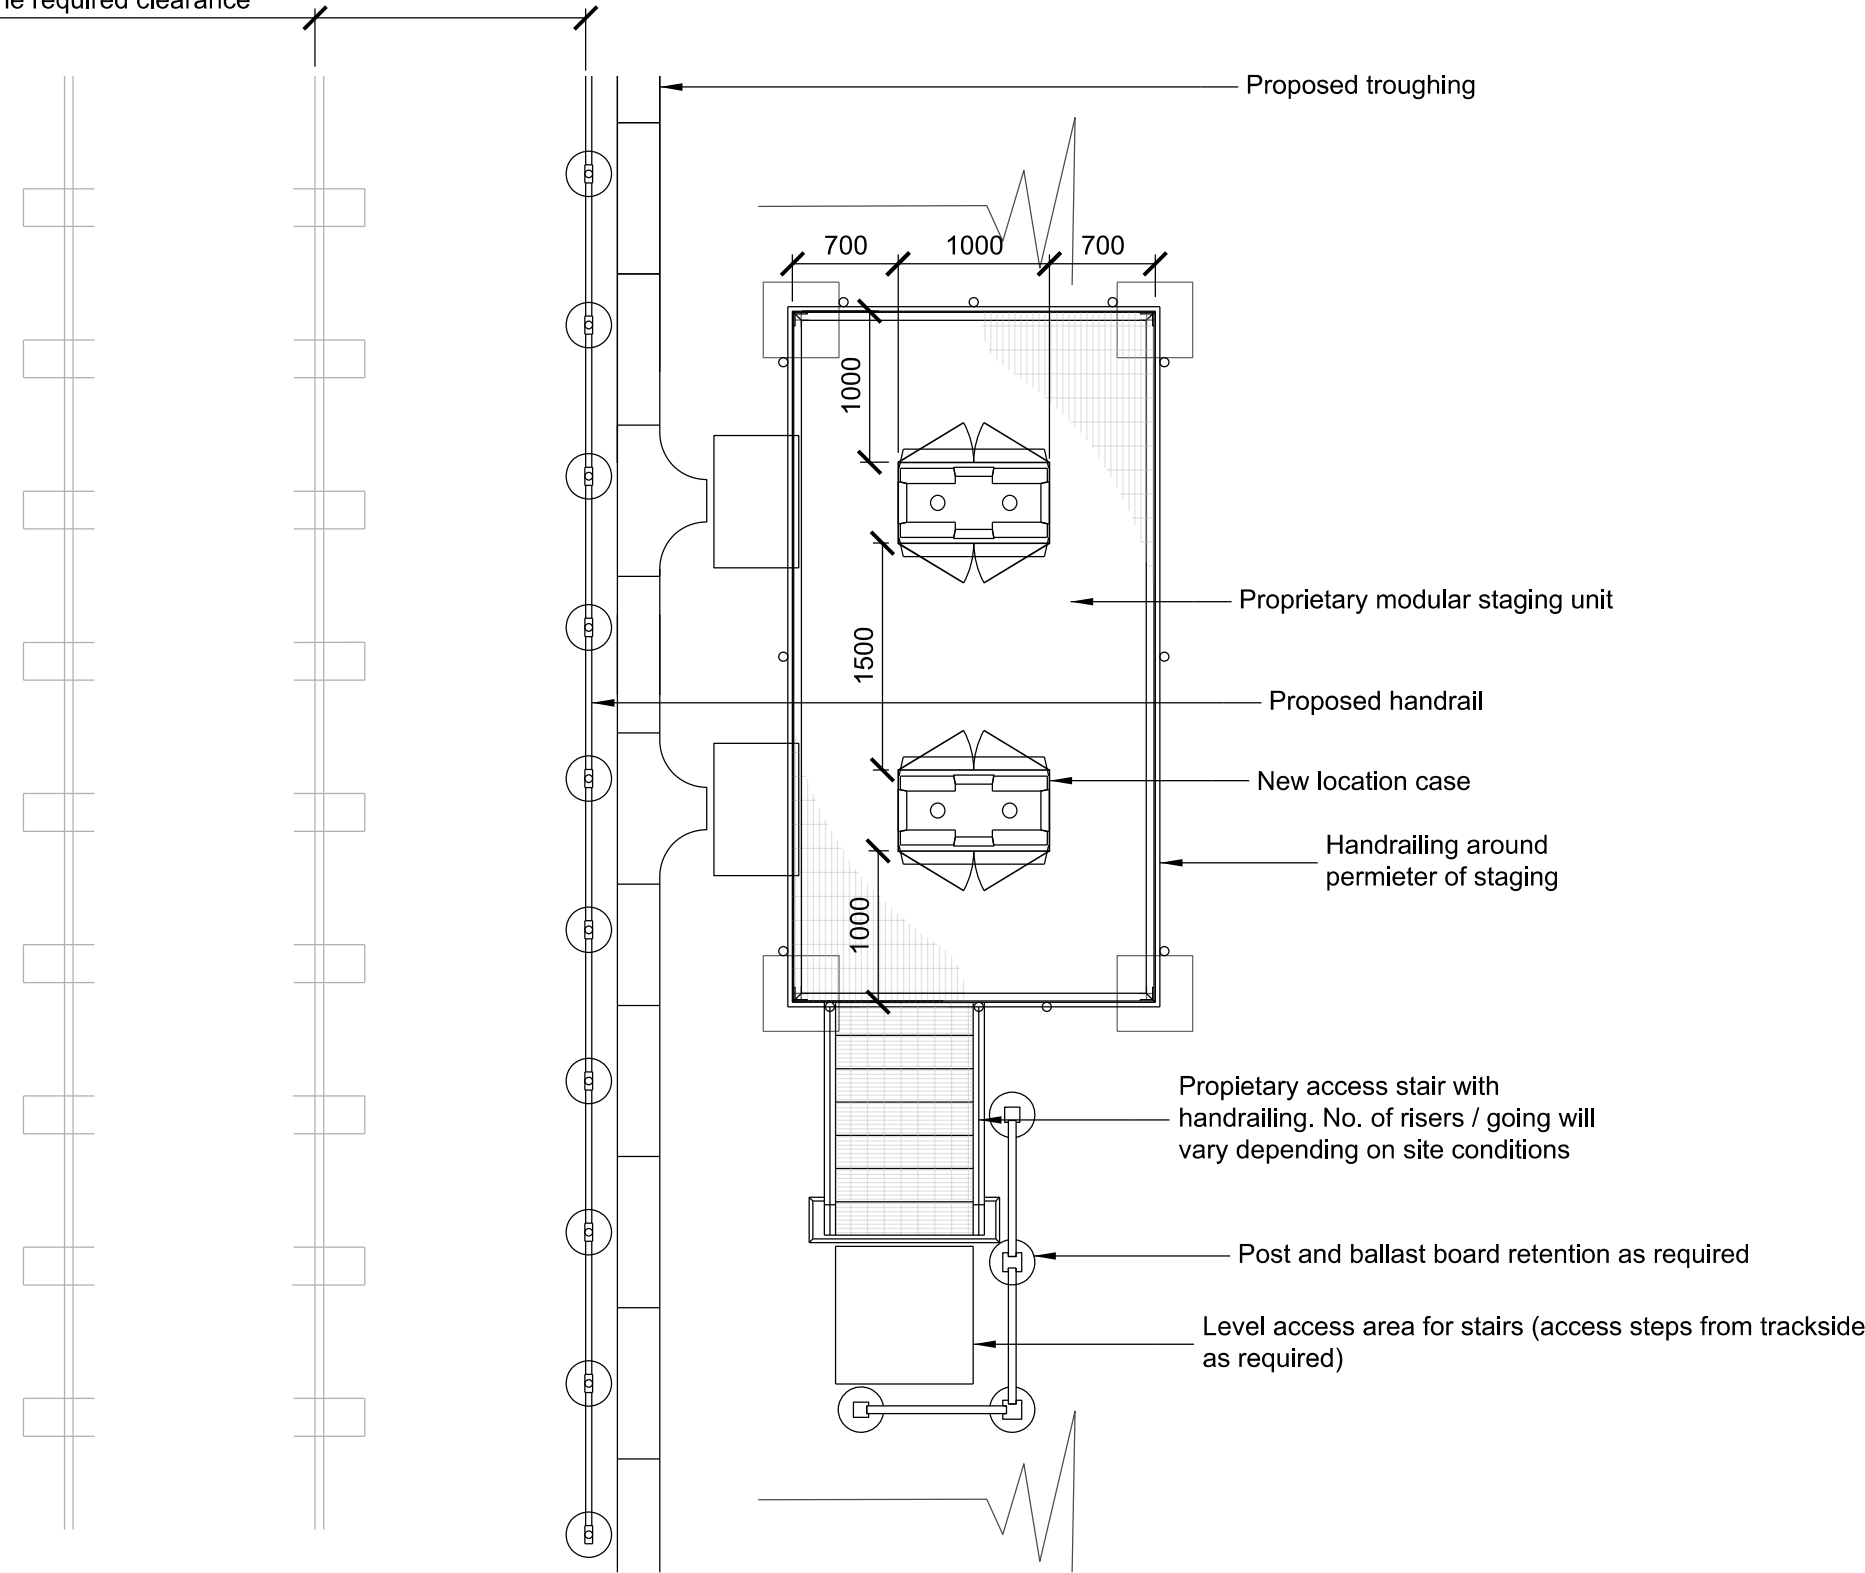 required clearance
Proposed troughing
700
1000
700
1000
Proprietary modular staging unit
1500
Proposed handrail
New location case
Handrailing around
permieter of staging
1000
Propietary access stair with
handrailing. No. of risers / going will
vary depending on site conditions
Post and ballast board retention as required
Level access area for stairs (access steps from trackside
as required)